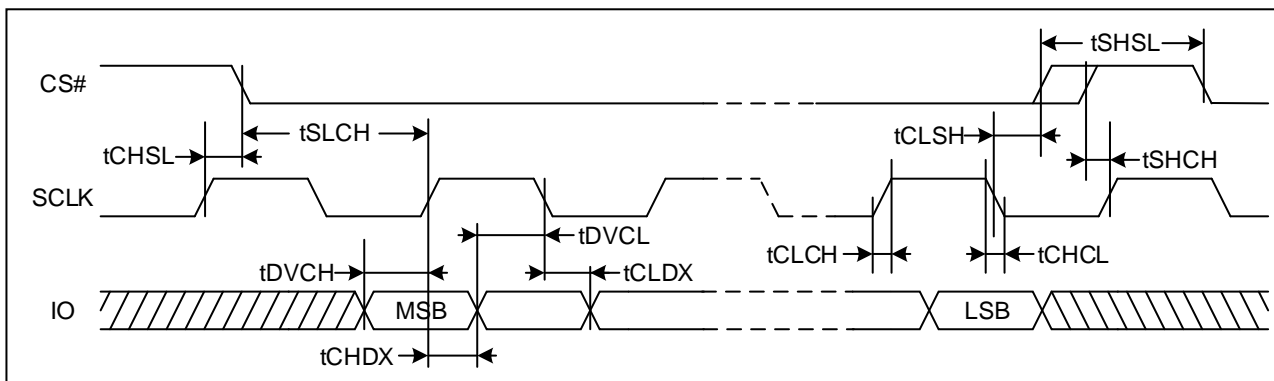 tSHSL
CS#
tSLCH
tCLSH
tCHSL
tSHCH
SCLK
tDVCL
tCLCH
tCHCL
tDVCH
tCLDX
IO
MSB
LSB
tCHDX